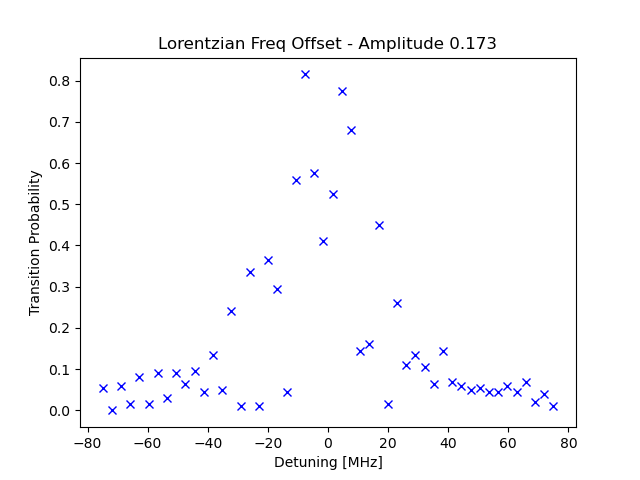 Lorentzian Freq Offset - Amplitude 0.173
Transition Probability
0.8
0.7
0.6
0.5
0.4
0.3
0.2
0.1
0.0
−80 −60 −40 −20 0 20 40 60 80
Detuning [MHz]